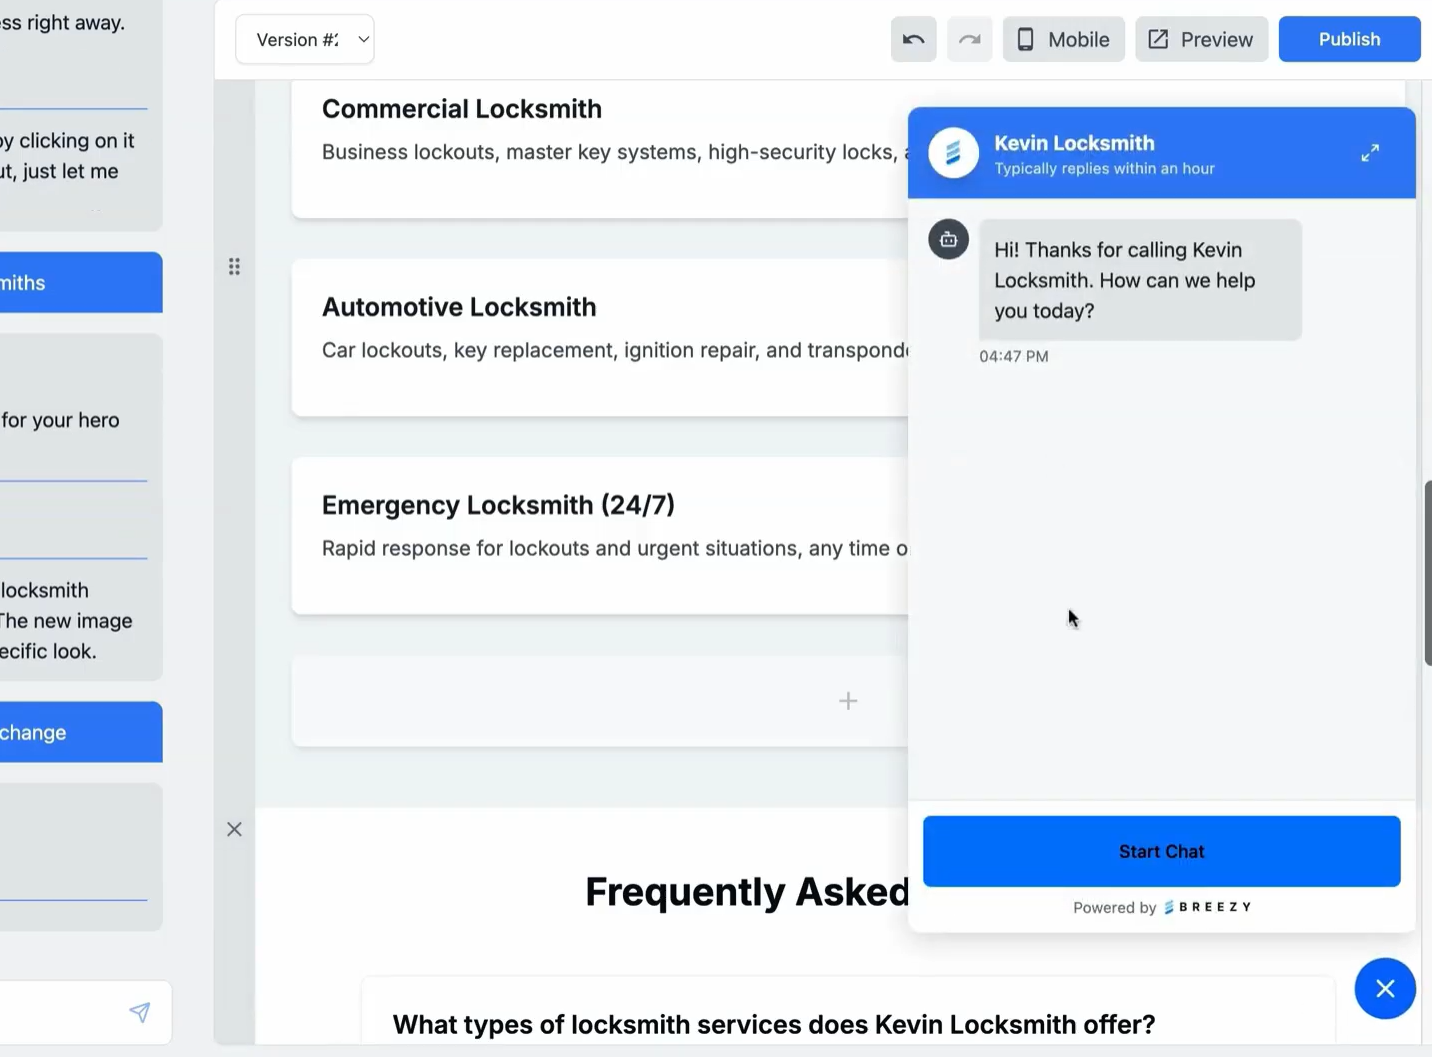 ess right away.
by clicking on it
ut, just let me
miths
for your hero
locksmith
The new image
ecific look.
change
Version #2
Mobile
Preview
Publish
Commercial Locksmith
Business lockouts, master key systems, high-security locks,
Automotive Locksmith
Car lockouts, key replacement, ignition repair, and transponde
Emergency Locksmith (24/7)
Rapid response for lockouts and urgent situations, any time o
Frequently Asked
What types of locksmith services does Kevin Locksmith offer?
Kevin Locksmith
Typically replies within an hour
Hi! Thanks for calling Kevin
Locksmith. How can we help
you today?
04:47 PM
Start Chat
Powered by BREEZY